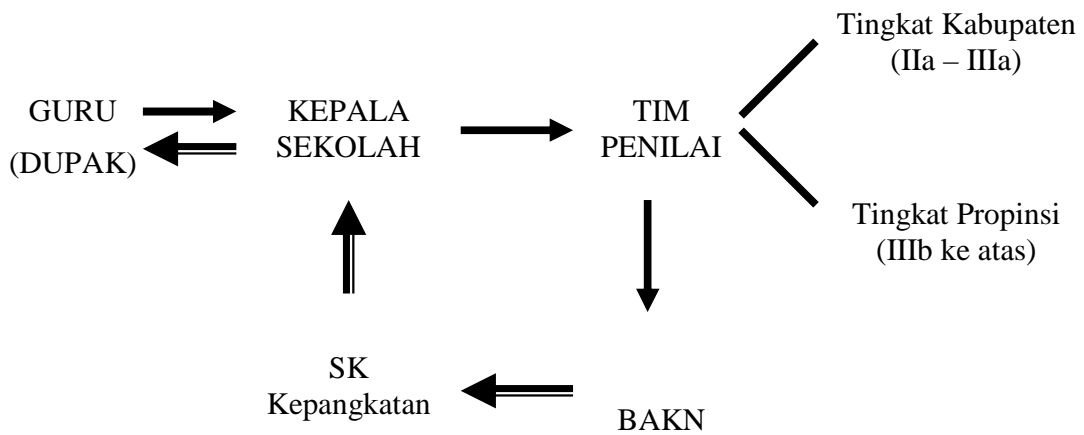 Tingkat Kabupaten
(IIa – IIIa)
GURU
(DUPAK)
KEPALA
SEKOLAH
TIM
PENILAI
Tingkat Propinsi
(IIIb ke atas)
SK
Kepangkatan
BAKN